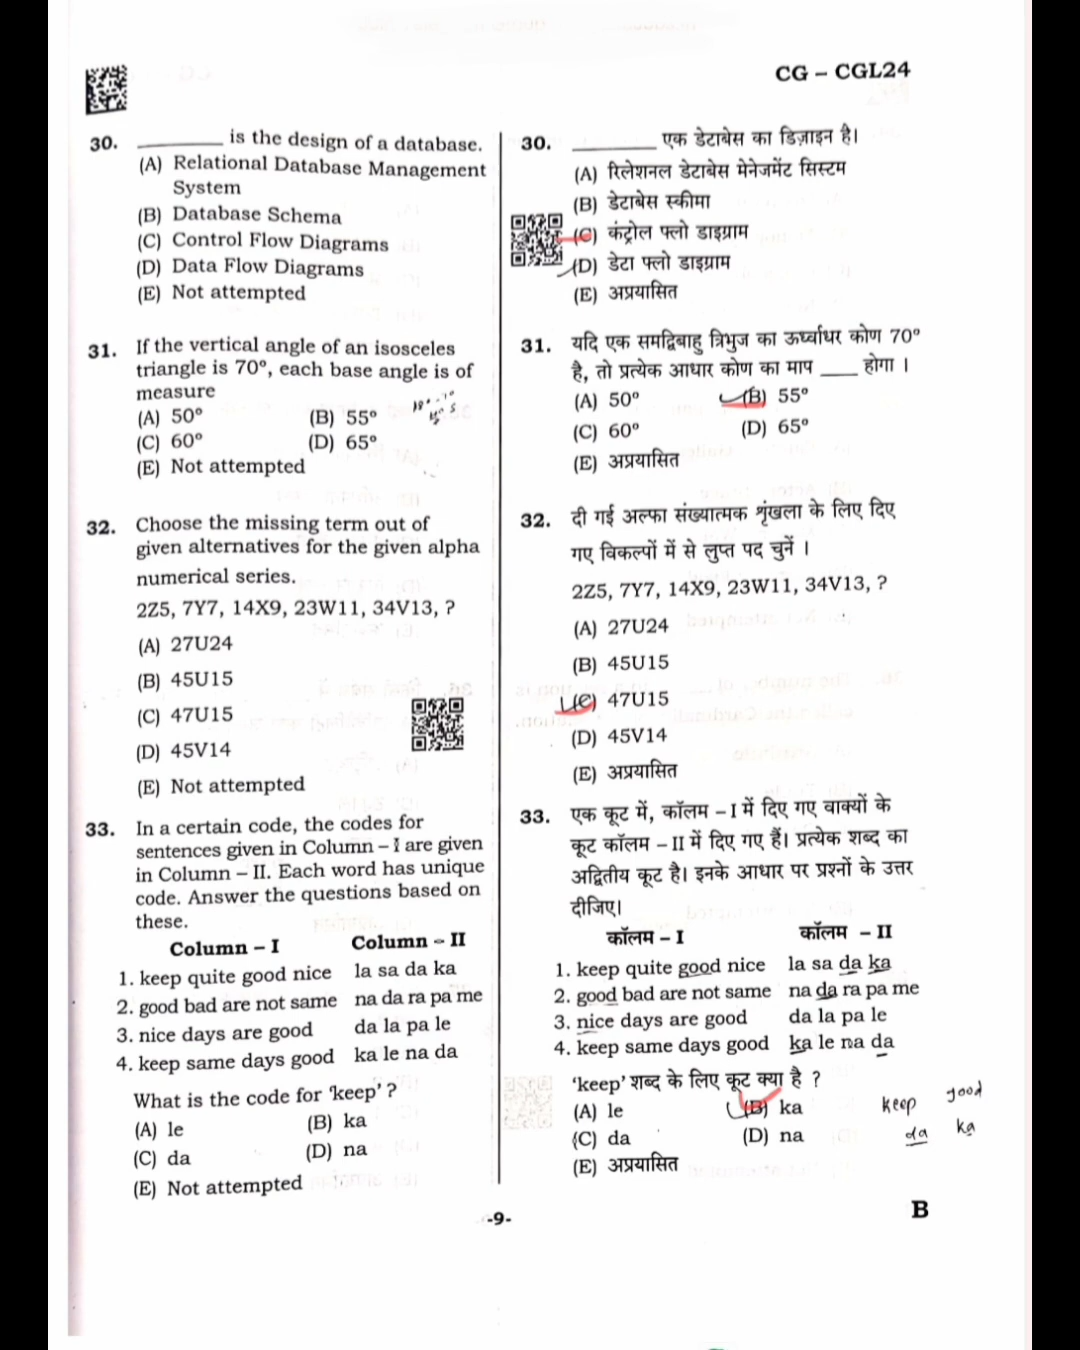 CG – CGL24
30. ________ is the design of a database.
(A) Relational Database Management
System
(B) Database Schema
(C) Control Flow Diagrams
(D) Data Flow Diagrams
(E) Not attempted
31. If the vertical angle of an isosceles
triangle is 70°, each base angle is of
measure
(A) 50° (B) 55°
(C) 60° (D) 65°
(E) Not attempted
32. Choose the missing term out of
given alternatives for the given alpha
numerical series.
2Z5, 7Y7, 14X9, 23W11, 34V13, ?
(A) 27U24
(B) 45U15
(C) 47U15
(D) 45V14
(E) Not attempted
33. In a certain code, the codes for
sentences given in Column – I are given
in Column – II. Each word has unique
code. Answer the questions based on
these.
Column – I Column – II
1. keep quite good nice la sa da ka
2. good bad are not same na da ra pa me
3. nice days are good da la pa le
4. keep same days good ka le na da
What is the code for ‘keep’ ?
(A) le (B) ka
(C) da (D) na
(E) Not attempted
30. ________ एक डेटाबेस का डिज़ाइन है।
(A) रिलेशनल डेटाबेस मेनेजमेंट सिस्टम
(B) डेटाबेस स्कीमा
(C) कंट्रोल फ्लो डाइग्राम
(D) डेटा फ्लो डाइग्राम
(E) अप्रयासित
31. यदि एक समद्विबाहु त्रिभुज का ऊर्ध्वाधर कोण 70°
है, तो प्रत्येक आधार कोण का माप ____ होगा ।
(A) 50° (B) 55°
(C) 60° (D) 65°
(E) अप्रयासित
32. दी गई अल्फा संख्यात्मक शृंखला के लिए दिए
गए विकल्पों में से लुप्त पद चुनें ।
2Z5, 7Y7, 14X9, 23W11, 34V13, ?
(A) 27U24
(B) 45U15
(C) 47U15
(D) 45V14
(E) अप्रयासित
33. एक कूट में, कॉलम – I में दिए गए वाक्यों के
कूट कॉलम – II में दिए गए हैं। प्रत्येक शब्द का
अद्वितीय कूट है। इनके आधार पर प्रश्नों के उत्तर
दीजिए।
कॉलम – I कॉलम – II
1. keep quite good nice la sa da ka
2. good bad are not same na da ra pa me
3. nice days are good da la pa le
4. keep same days good ka le na da
‘keep’ शब्द के लिए कूट क्या है ?
(A) le (B) ka
(C) da (D) na
(E) अप्रयासित
keep good
da ka
-9-
B